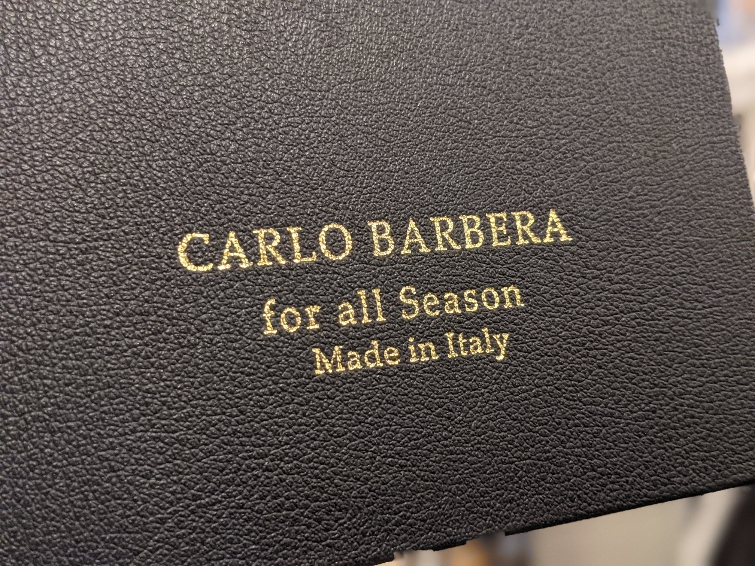 CARLO BARBERA
for all Season
Made in Italy